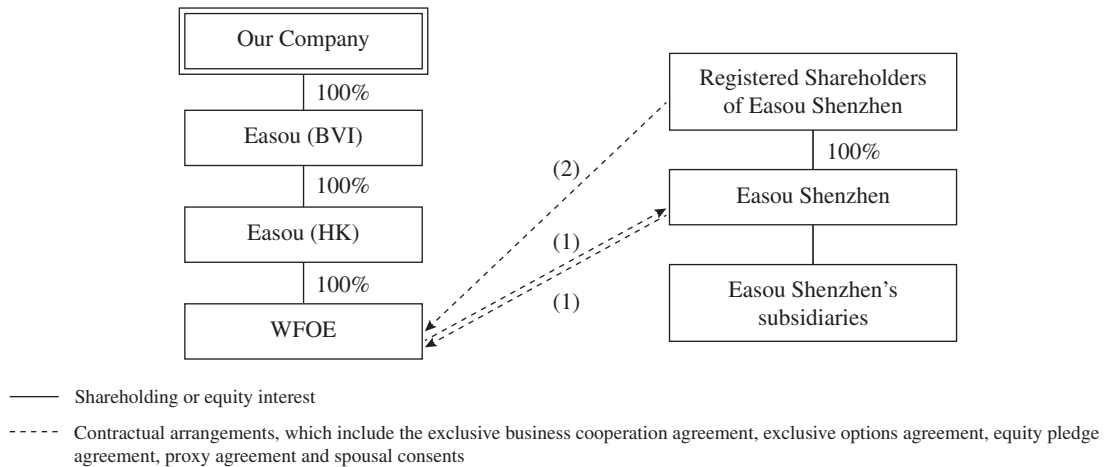 Our Company
100%
Easou (BVI)
100%
Easou (HK)
100%
WFOE
Registered Shareholders
of Easou Shenzhen
100%
Easou Shenzhen
Easou Shenzhen’s
subsidiaries
(2)
(1)
(1)
Shareholding or equity interest
Contractual arrangements, which include the exclusive business cooperation agreement, exclusive options agreement, equity pledge
agreement, proxy agreement and spousal consents